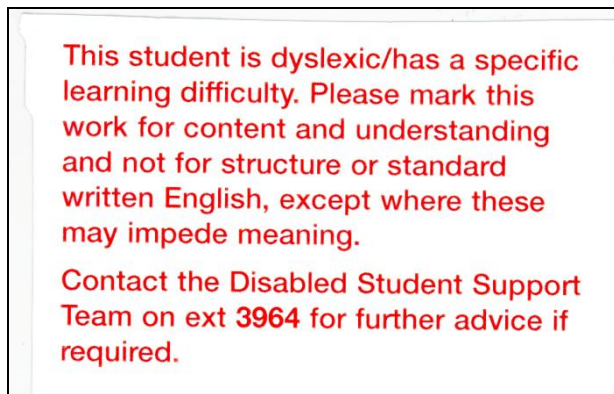 This student is dyslexic/has a specific
learning difficulty. Please mark this
work for content and understanding
and not for structure or standard
written English, except where these
may impede meaning.
Contact the Disabled Student Support
Team on ext 3964 for further advice if
required.